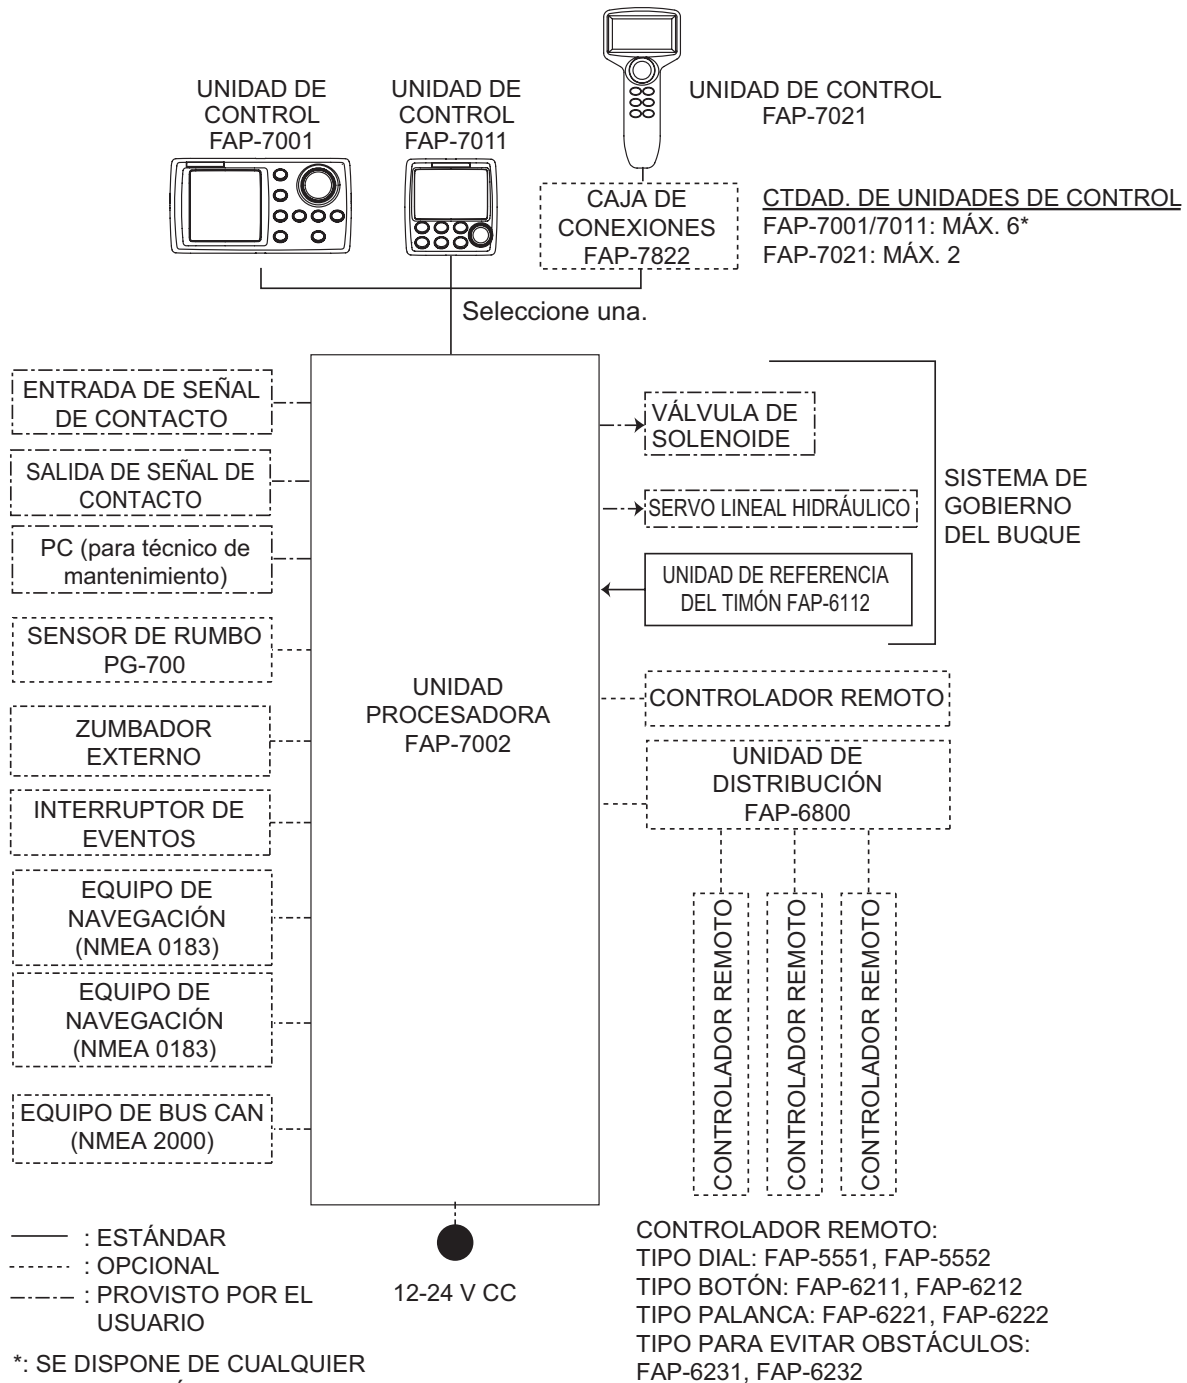 UNIDAD DE
CONTROL
FAP-7001
UNIDAD DE
CONTROL
FAP-7011
UNIDAD DE CONTROL
FAP-7021
CAJA DE
CONEXIONES
FAP-7822
CTDAD. DE UNIDADES DE CONTROL
FAP-7001/7011: MÁX. 6*
FAP-7021: MÁX. 2
Seleccione una.
ENTRADA DE SEÑAL
DE CONTACTO
SALIDA DE SEÑAL DE
CONTACTO
PC (para técnico de
mantenimiento)
SENSOR DE RUMBO
PG-700
ZUMBADOR
EXTERNO
INTERRUPTOR DE
EVENTOS
EQUIPO DE
NAVEGACIÓN
(NMEA 0183)
EQUIPO DE
NAVEGACIÓN
(NMEA 0183)
EQUIPO DE BUS CAN
(NMEA 2000)
UNIDAD
PROCESADORA
FAP-7002
VÁLVULA DE
SOLENOIDE
SERVO LINEAL HIDRÁULICO
UNIDAD DE REFERENCIA
DEL TIMÓN FAP-6112
SISTEMA DE
GOBIERNO
DEL BUQUE
CONTROLADOR REMOTO
UNIDAD DE
DISTRIBUCIÓN
FAP-6800
CONTROLADOR REMOTO
CONTROLADOR REMOTO
CONTROLADOR REMOTO
: ESTÁNDAR
: OPCIONAL
: PROVISTO POR EL
USUARIO
*: SE DISPONE DE CUALQUIER
12-24 V CC
CONTROLADOR REMOTO:
TIPO DIAL: FAP-5551, FAP-5552
TIPO BOTÓN: FAP-6211, FAP-6212
TIPO PALANCA: FAP-6221, FAP-6222
TIPO PARA EVITAR OBSTÁCULOS:
FAP-6231, FAP-6232